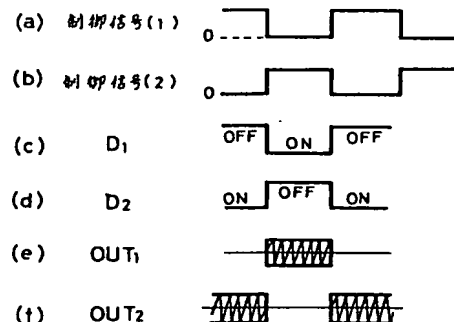 (a) 制御信号(1)
0
(b) 制御信号(2)
0
(c) D1 OFF ON OFF
(d) D2 ON OFF ON
(e) OUT1
(f) OUT2